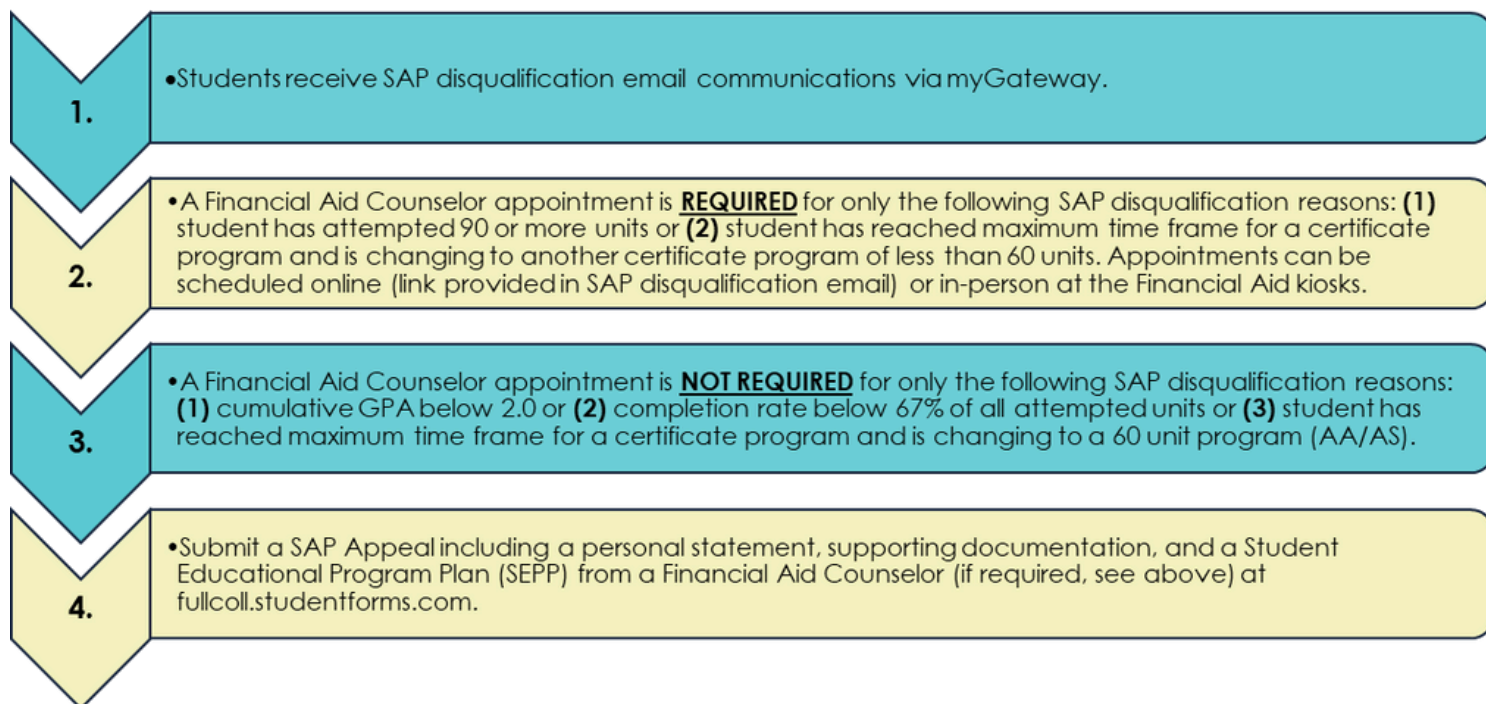 1.
•Students receive SAP disqualification email communications via myGateway.
2.
•A Financial Aid Counselor appointment is REQUIRED for only the following SAP disqualification reasons: (1)
student has attempted 90 or more units or (2) student has reached maximum time frame for a certificate
program and is changing to another certificate program of less than 60 units. Appointments can be
scheduled online (link provided in SAP disqualification email) or in-person at the Financial Aid kiosks.
3.
•A Financial Aid Counselor appointment is NOT REQUIRED for only the following SAP disqualification reasons:
(1) cumulative GPA below 2.0 or (2) completion rate below 67% of all attempted units or (3) student has
reached maximum time frame for a certificate program and is changing to a 60 unit program (AA/AS).
4.
•Submit a SAP Appeal including a personal statement, supporting documentation, and a Student
Educational Program Plan (SEPP) from a Financial Aid Counselor (if required, see above) at
fullcoll.studentforms.com.